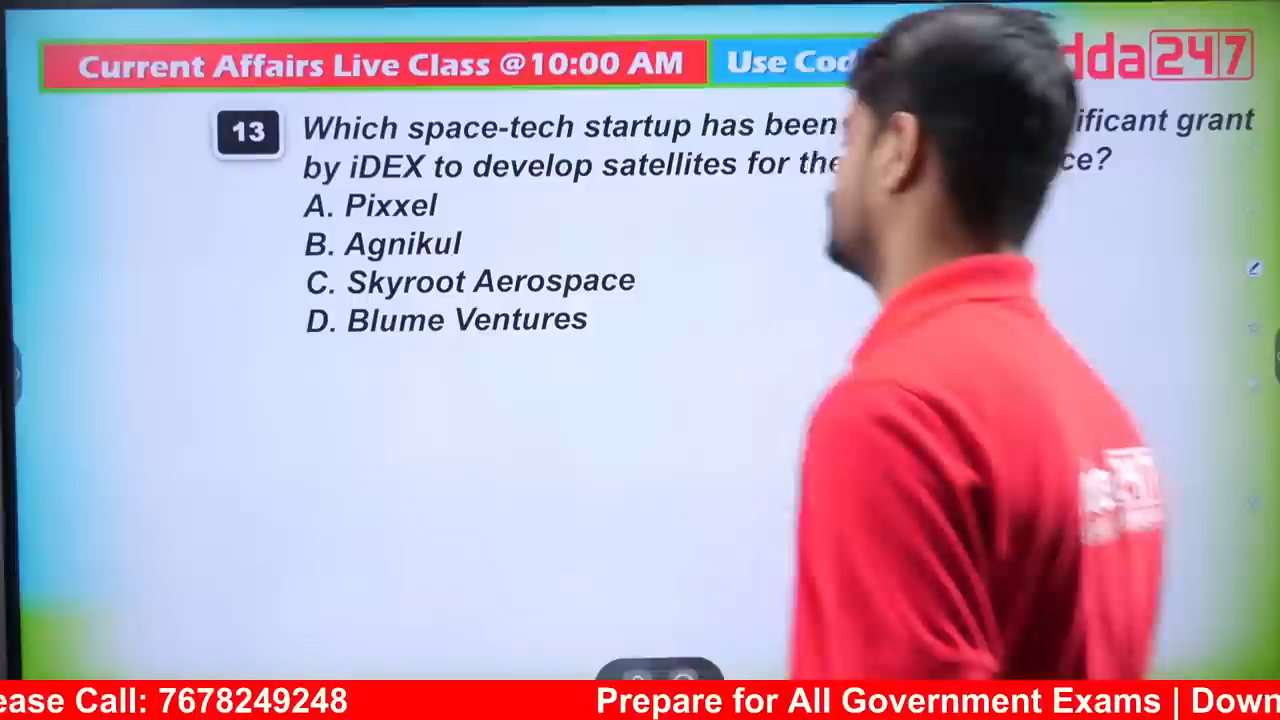 Current Affairs Live Class @10:00 AM
Use Cod
dda247
13
Which space-tech startup has been ificant grant
by iDEX to develop satellites for the ce?
A. Pixxel
B. Agnikul
C. Skyroot Aerospace
D. Blume Ventures
ease Call: 7678249248
Prepare for All Government Exams | Down